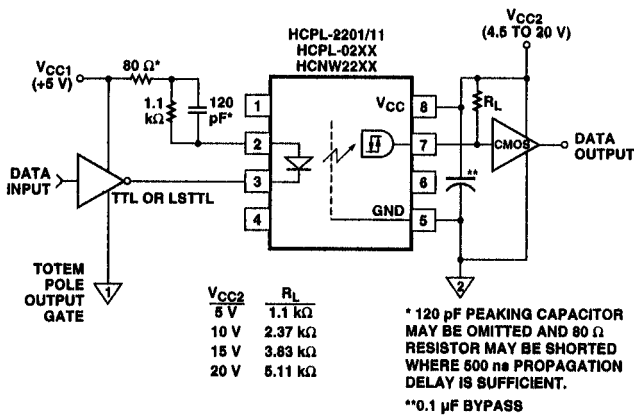 HCPL-2201/11
HCPL-02XX
HCNW22XX
VCC2
(4.5 TO 20 V)
VCC1
(+5 V)
80 Ω*
1.1
kΩ
120
pF*
1
2
3
4
VCC
8
7
6
GND
5
RL
CMOS
DATA
OUTPUT
**
DATA
INPUT
TTL OR LSTTL
TOTEM
POLE
OUTPUT
GATE
1
2
VCC2 RL
5 V 1.1 kΩ
10 V 2.37 kΩ
15 V 3.83 kΩ
20 V 5.11 kΩ
* 120 pF PEAKING CAPACITOR
MAY BE OMITTED AND 80 Ω
RESISTOR MAY BE SHORTED
WHERE 500 ns PROPAGATION
DELAY IS SUFFICIENT.
**0.1 µF BYPASS